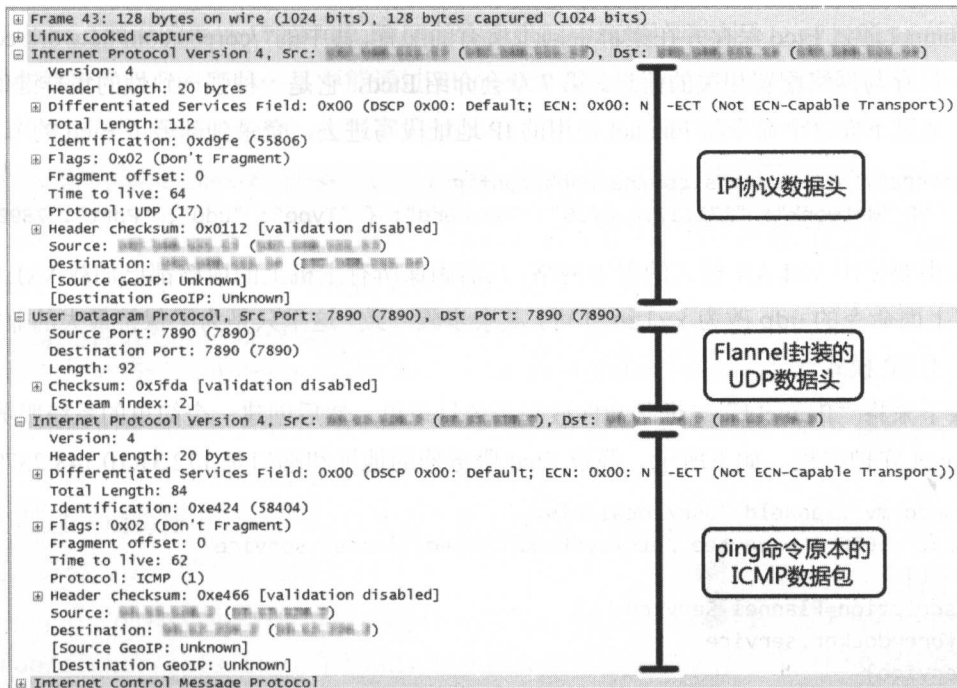 Frame 43: 128 bytes on wire (1024 bits), 128 bytes captured (1024 bits)
Linux cooked capture
Internet Protocol Version 4, Src: ( ), Dst: ( )
Version: 4
Header Length: 20 bytes
Differentiated Services Field: 0x00 (DSCP 0x00: Default; ECN: 0x00: N -ECT (Not ECN-Capable Transport))
Total Length: 112
Identification: 0xd9fe (55806)
Flags: 0x02 (Don't Fragment)
Fragment offset: 0
Time to live: 64
Protocol: UDP (17)
Header checksum: 0x0112 [validation disabled]
Source: ( )
Destination: ( )
[Source GeoIP: Unknown]
[Destination GeoIP: Unknown]
IP协议数据头
User Datagram Protocol, Src Port: 7890 (7890), Dst Port: 7890 (7890)
Source Port: 7890 (7890)
Destination Port: 7890 (7890)
Length: 92
Checksum: 0x5fda [validation disabled]
[Stream index: 2]
Flannel封装的
UDP数据头
Internet Protocol Version 4, Src: ( ), Dst: ( )
Version: 4
Header Length: 20 bytes
Differentiated Services Field: 0x00 (DSCP 0x00: Default; ECN: 0x00: N -ECT (Not ECN-Capable Transport))
Total Length: 84
Identification: 0xe424 (58404)
Flags: 0x02 (Don't Fragment)
Fragment offset: 0
Time to live: 62
Protocol: ICMP (1)
Header checksum: 0xe466 [validation disabled]
Source: ( )
Destination: ( )
[Source GeoIP: Unknown]
[Destination GeoIP: Unknown]
ping命令原本的
ICMP数据包
Internet Control Message Protocol